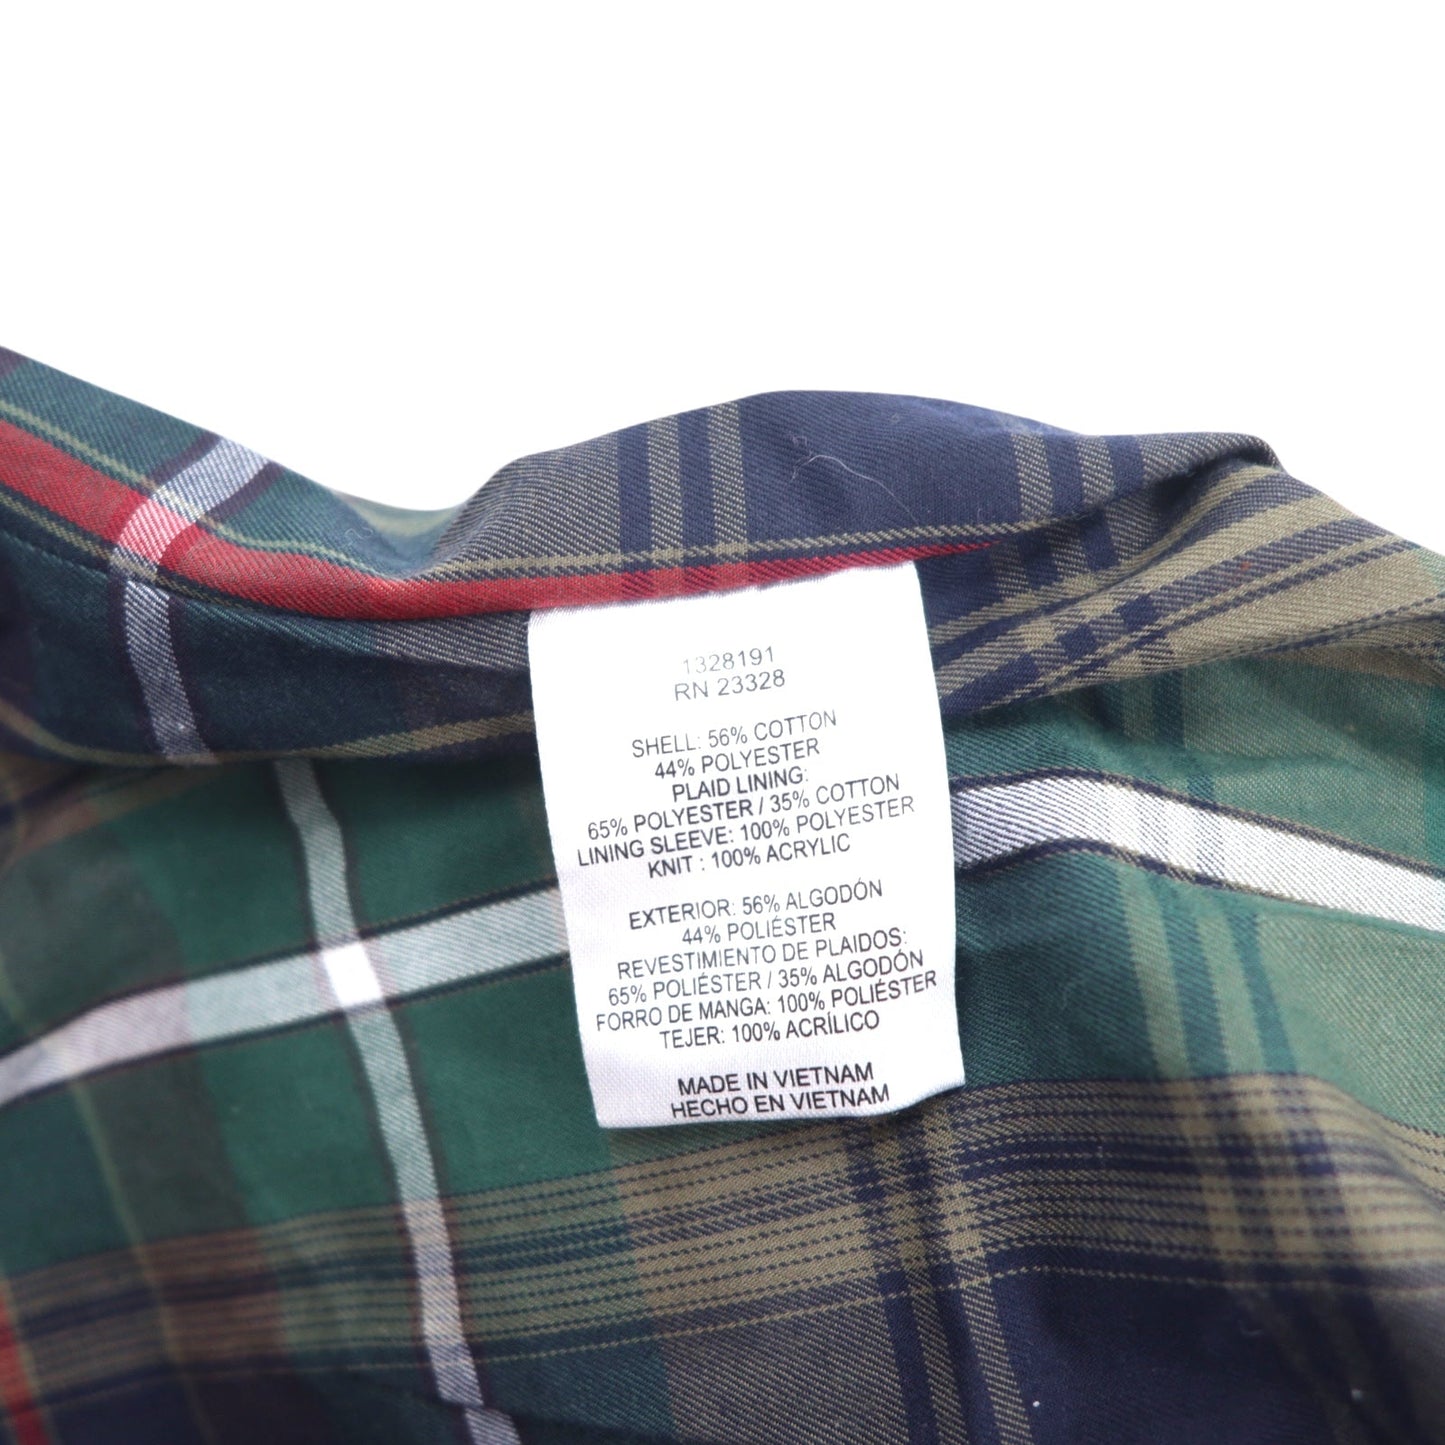 1328191
RN 23328
SHELL: 56% COTTON
44% POLYESTER
PLAID LINING:
65% POLYESTER / 35% COTTON
LINING SLEEVE: 100% POLYESTER
KNIT : 100% ACRYLIC
EXTERIOR: 56% ALGODÓN
44% POLIÉSTER
REVESTIMIENTO DE PLAIDOS:
65% POLIÉSTER / 35% ALGODÓN
FORRO DE MANGA: 100% POLIÉSTER
TEJER: 100% ACRÍLICO
MADE IN VIETNAM
HECHO EN VIETNAM